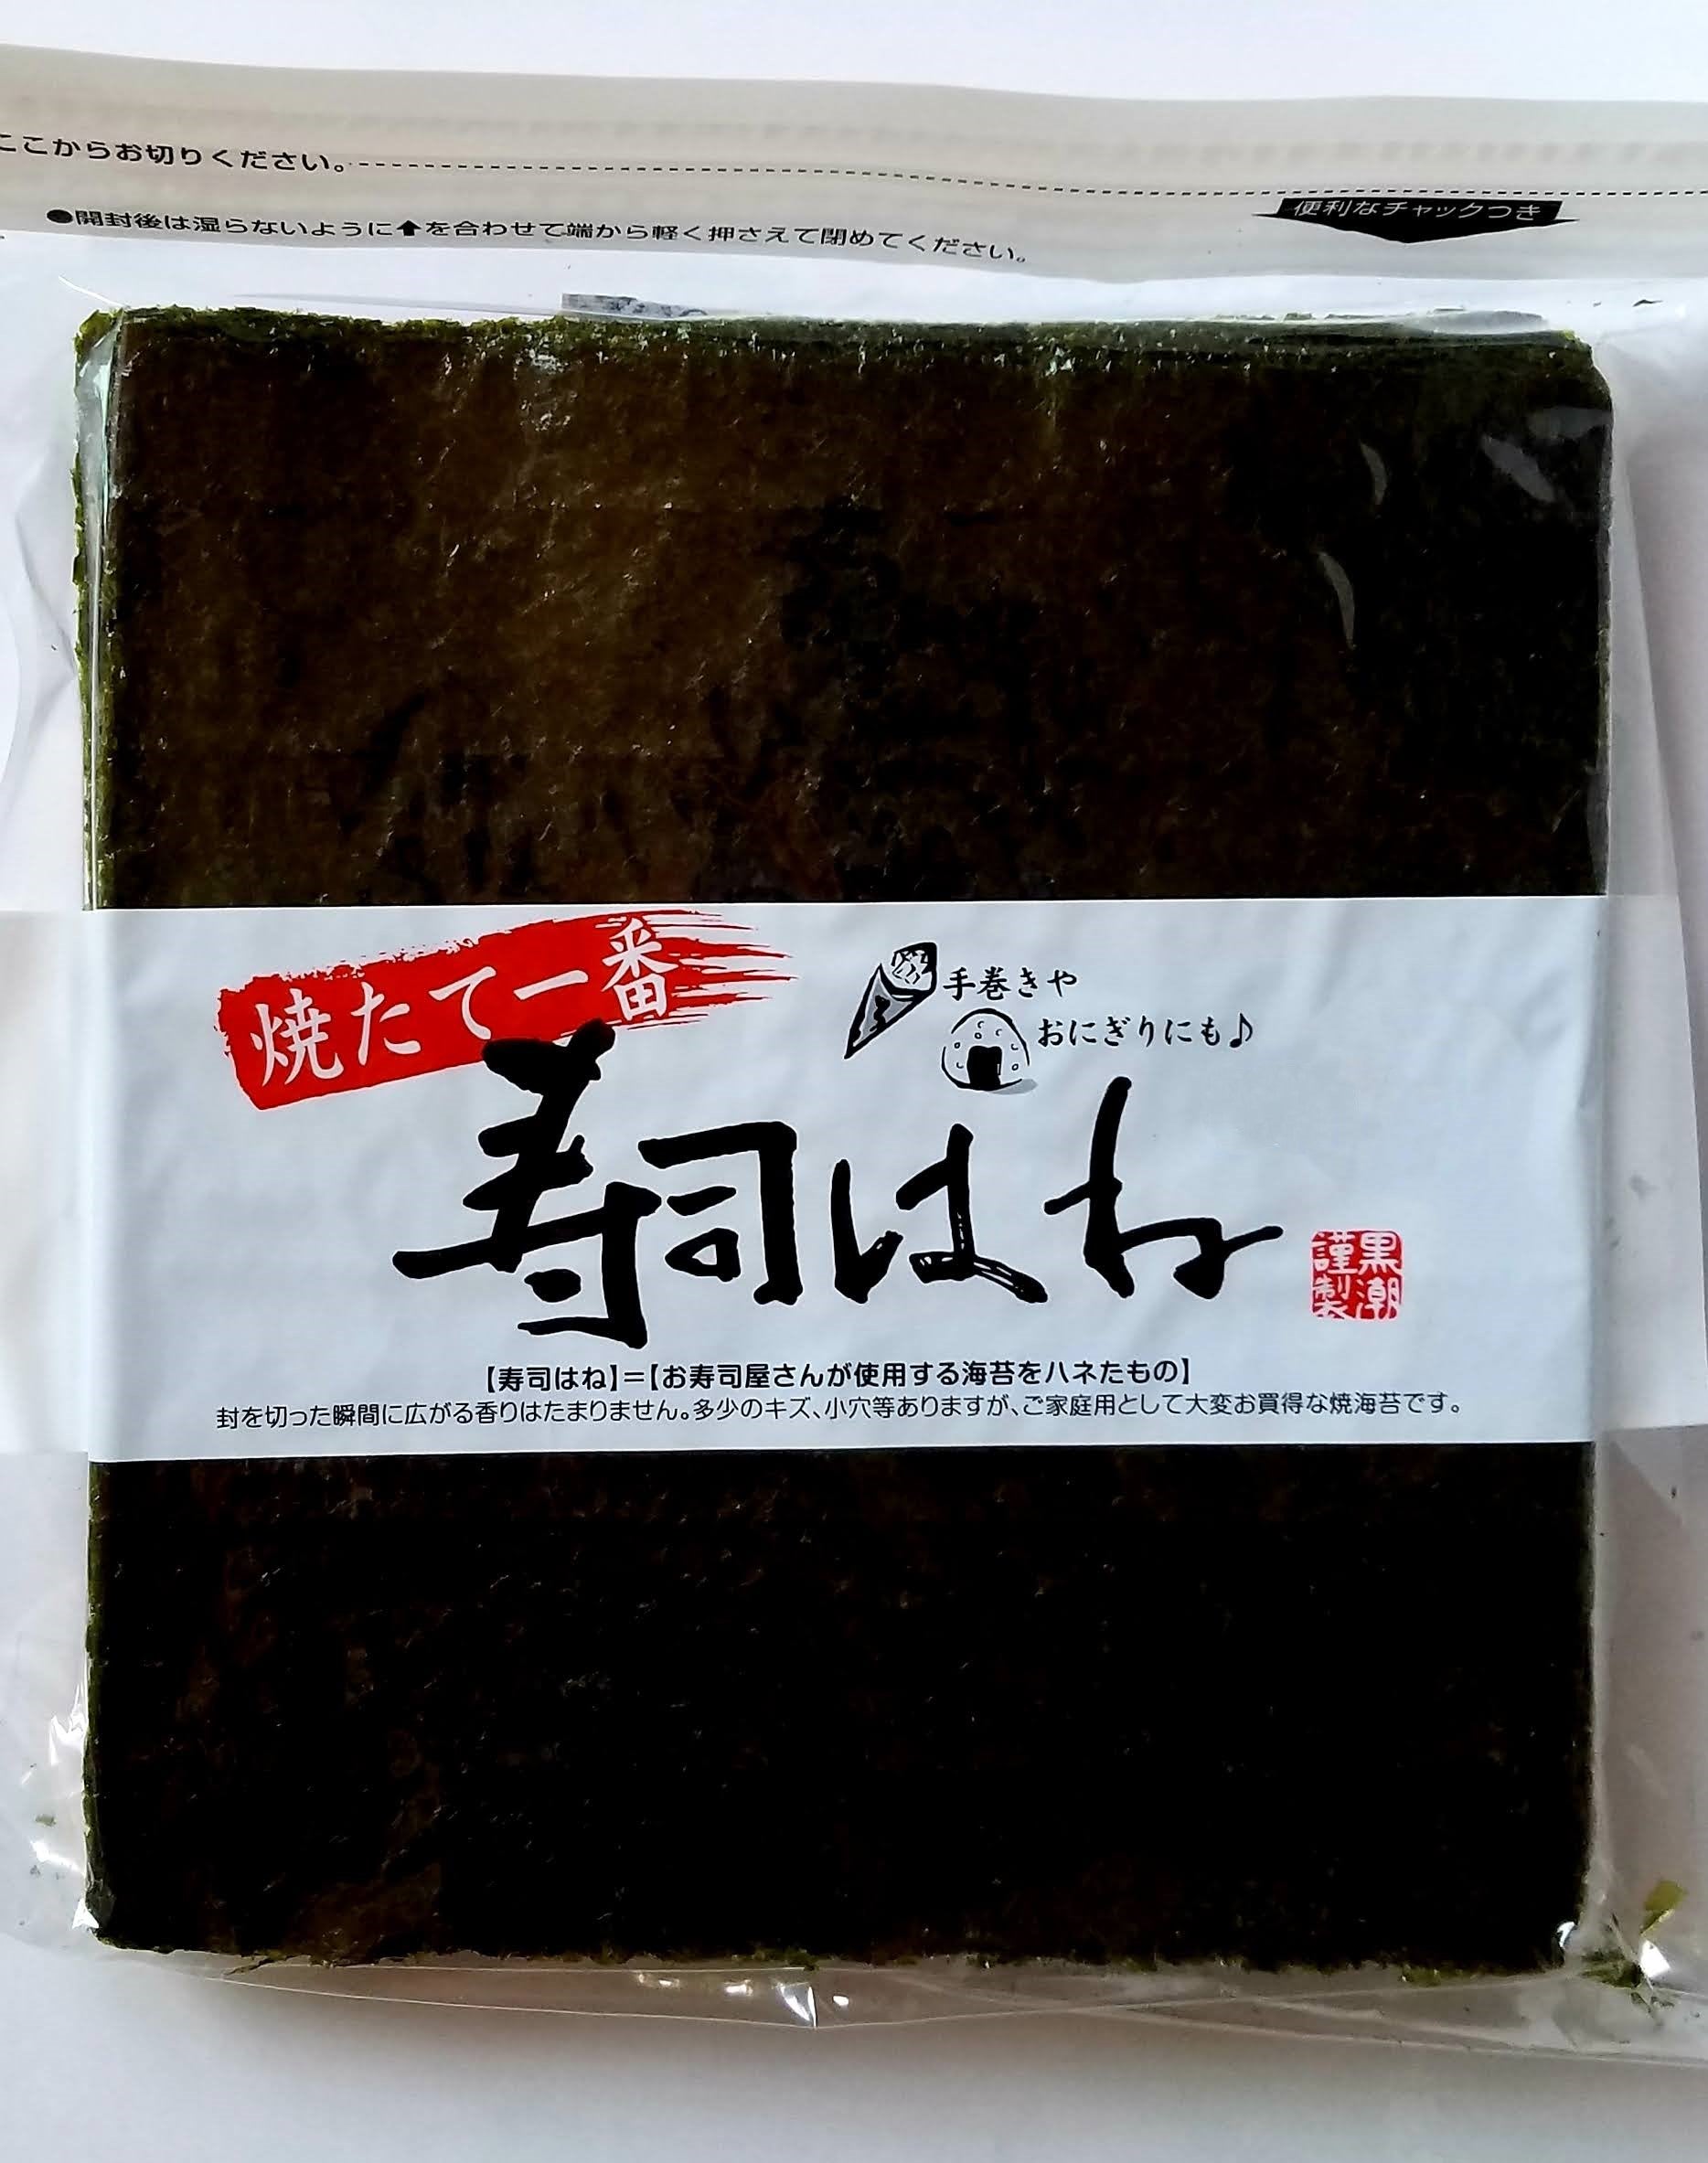 ここからお切りください。
●開封後は湿らないように⬆を合わせて端から軽く押さえて閉めてください。
便利なチャックつき
焼たて一番
手巻きや
おにぎりにも♪
寿司はね
黒潮
謹製
【寿司はね】=【お寿司屋さんが使用する海苔をハネたもの】
封を切った瞬間に広がる香りはたまりません。多少のキズ、小穴等ありますが、ご家庭用として大変お買得な焼海苔です。